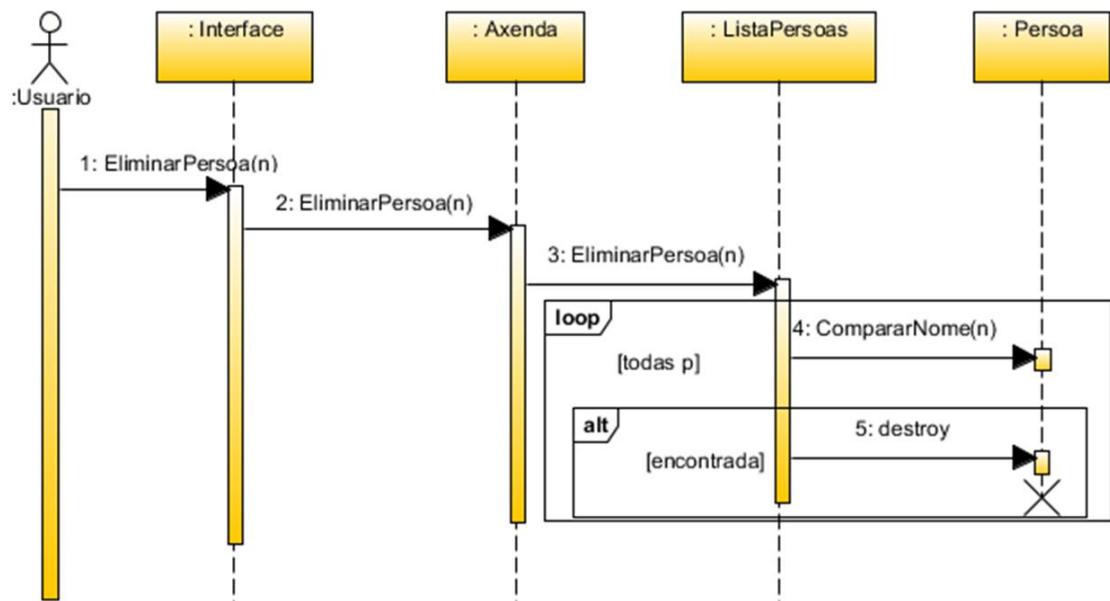 : Interface
: Axenda
: ListaPersoas
: Persoa
:Usuario
1: EliminarPersoa(n)
2: EliminarPersoa(n)
3: EliminarPersoa(n)
loop
4: CompararNome(n)
[todas p]
alt
5: destroy
[encontrada]